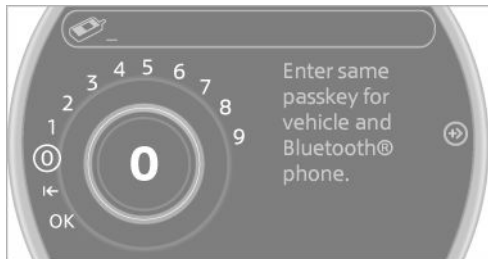 _
Enter same
passkey for
vehicle and
Bluetooth®
phone.
0
1
2
3
4
5
6
7
8
9
0
OK